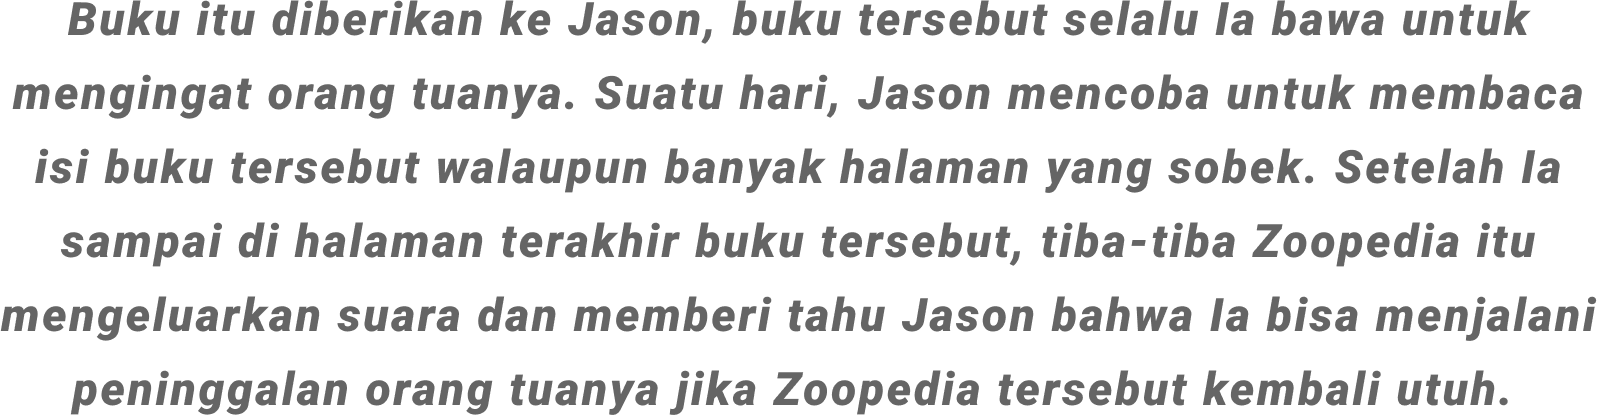 Buku itu diberikan ke Jason, buku tersebut selalu Ia bawa untuk
mengingat orang tuanya. Suatu hari, Jason mencoba untuk membaca
isi buku tersebut walaupun banyak halaman yang sobek. Setelah Ia
sampai di halaman terakhir buku tersebut, tiba-tiba Zoopedia itu
mengeluarkan suara dan memberi tahu Jason bahwa Ia bisa menjalani
peninggalan orang tuanya jika Zoopedia tersebut kembali utuh.